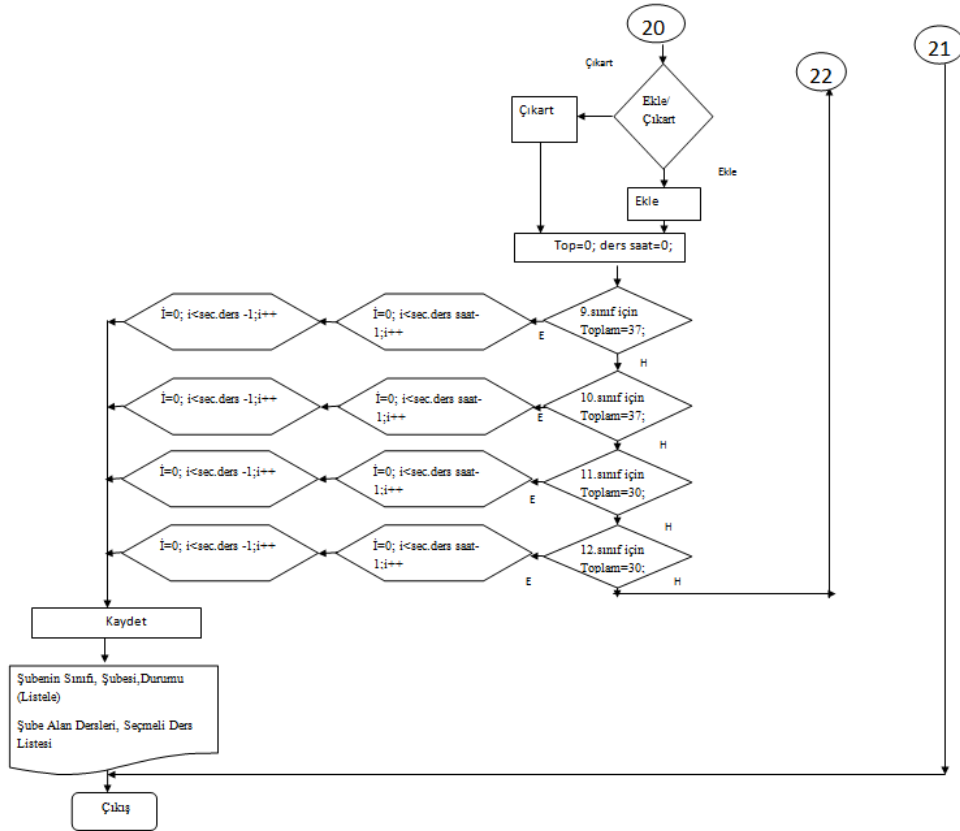 20
21
22
Çıkart
Ekle/
Çıkart
Çıkart
Ekle
Ekle
Top=0; ders saat=0;
İ=0; i<sec.ders -1;i++
İ=0; i<sec.ders saat-
1;i++
E
9.sınıf için
Toplam=37;
H
İ=0; i<sec.ders -1;i++
İ=0; i<sec.ders saat-
1;i++
E
10.sınıf için
Toplam=37;
H
İ=0; i<sec.ders -1;i++
İ=0; i<sec.ders saat-
1;i++
E
11.sınıf için
Toplam=30;
H
İ=0; i<sec.ders -1;i++
İ=0; i<sec.ders saat-
1;i++
E
12.sınıf için
Toplam=30;
H
Kaydet
Şubenin Sınıfı, Şubesi,Durumu
(Listele)
Şube Alan Dersleri, Seçmeli Ders
Listesi
Çıkış